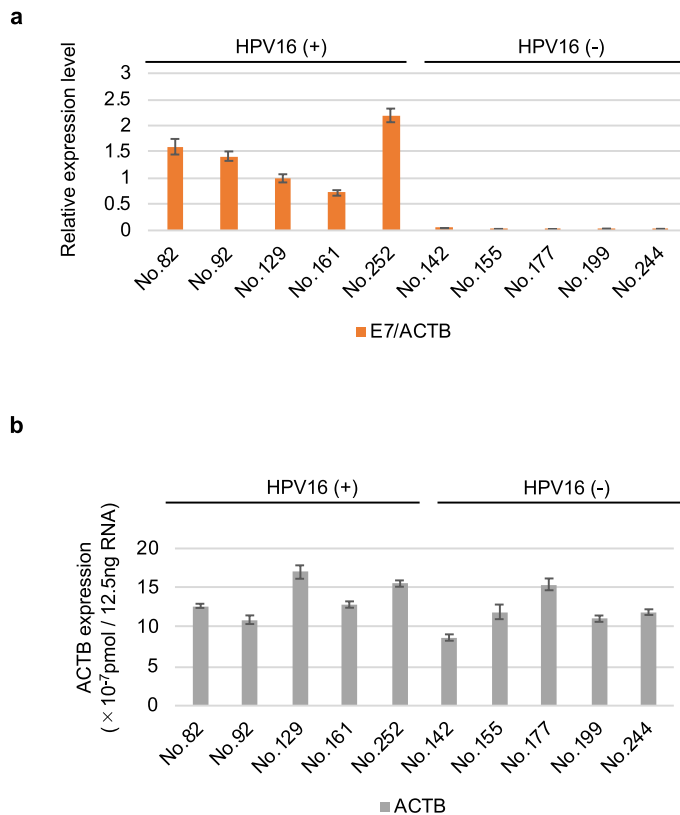 a
HPV16 (+)
HPV16 (-)
Relative expression level
3
2.5
2
1.5
1
0.5
0
No.82
No.92
No.129
No.161
No.252
No.142
No.155
No.177
No.199
No.244
E7/ACTB
b
HPV16 (+)
HPV16 (-)
ACTB expression
(×10-7pmol / 12.5ng RNA)
20
15
10
5
0
No.82
No.92
No.129
No.161
No.252
No.142
No.155
No.177
No.199
No.244
ACTB